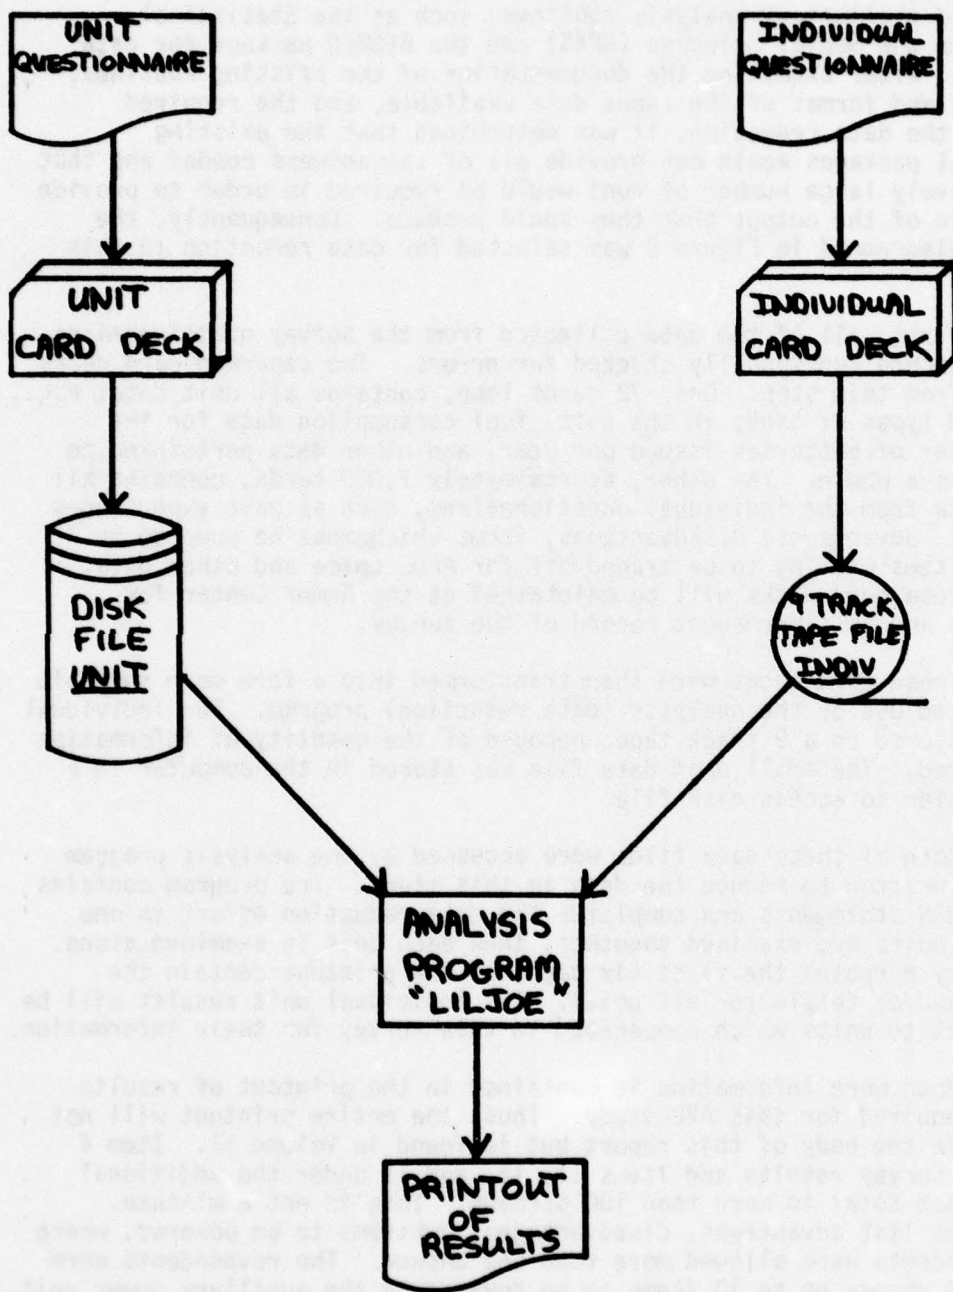 UNIT
QUESTIONNAIRE
INDIVIDUAL
QUESTIONNAIRE
UNIT
CARD DECK
INDIVIDUAL
CARD DECK
DISK
FILE
UNIT
9 TRACK
TAPE FILE
INDIV
ANALYSIS
PROGRAM
"LILJOE"
PRINTOUT
OF
RESULTS